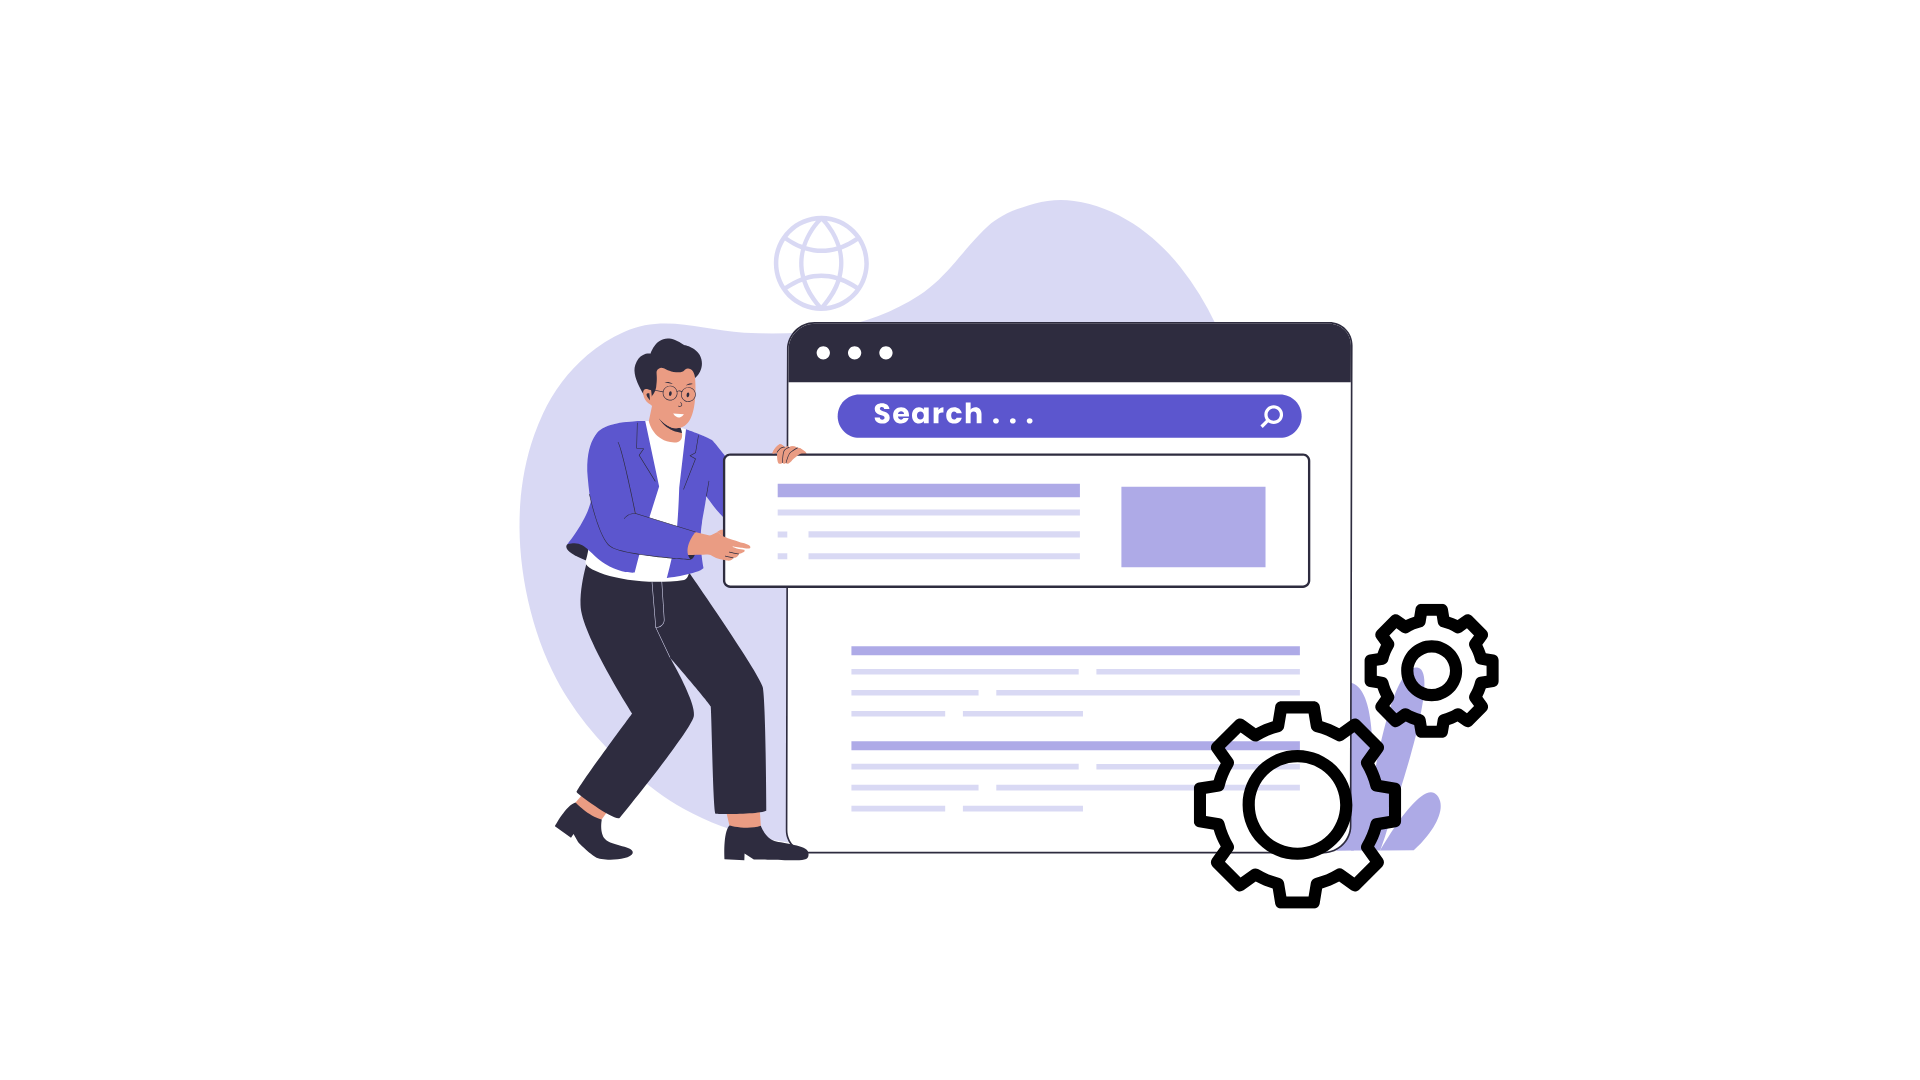 Search . . .